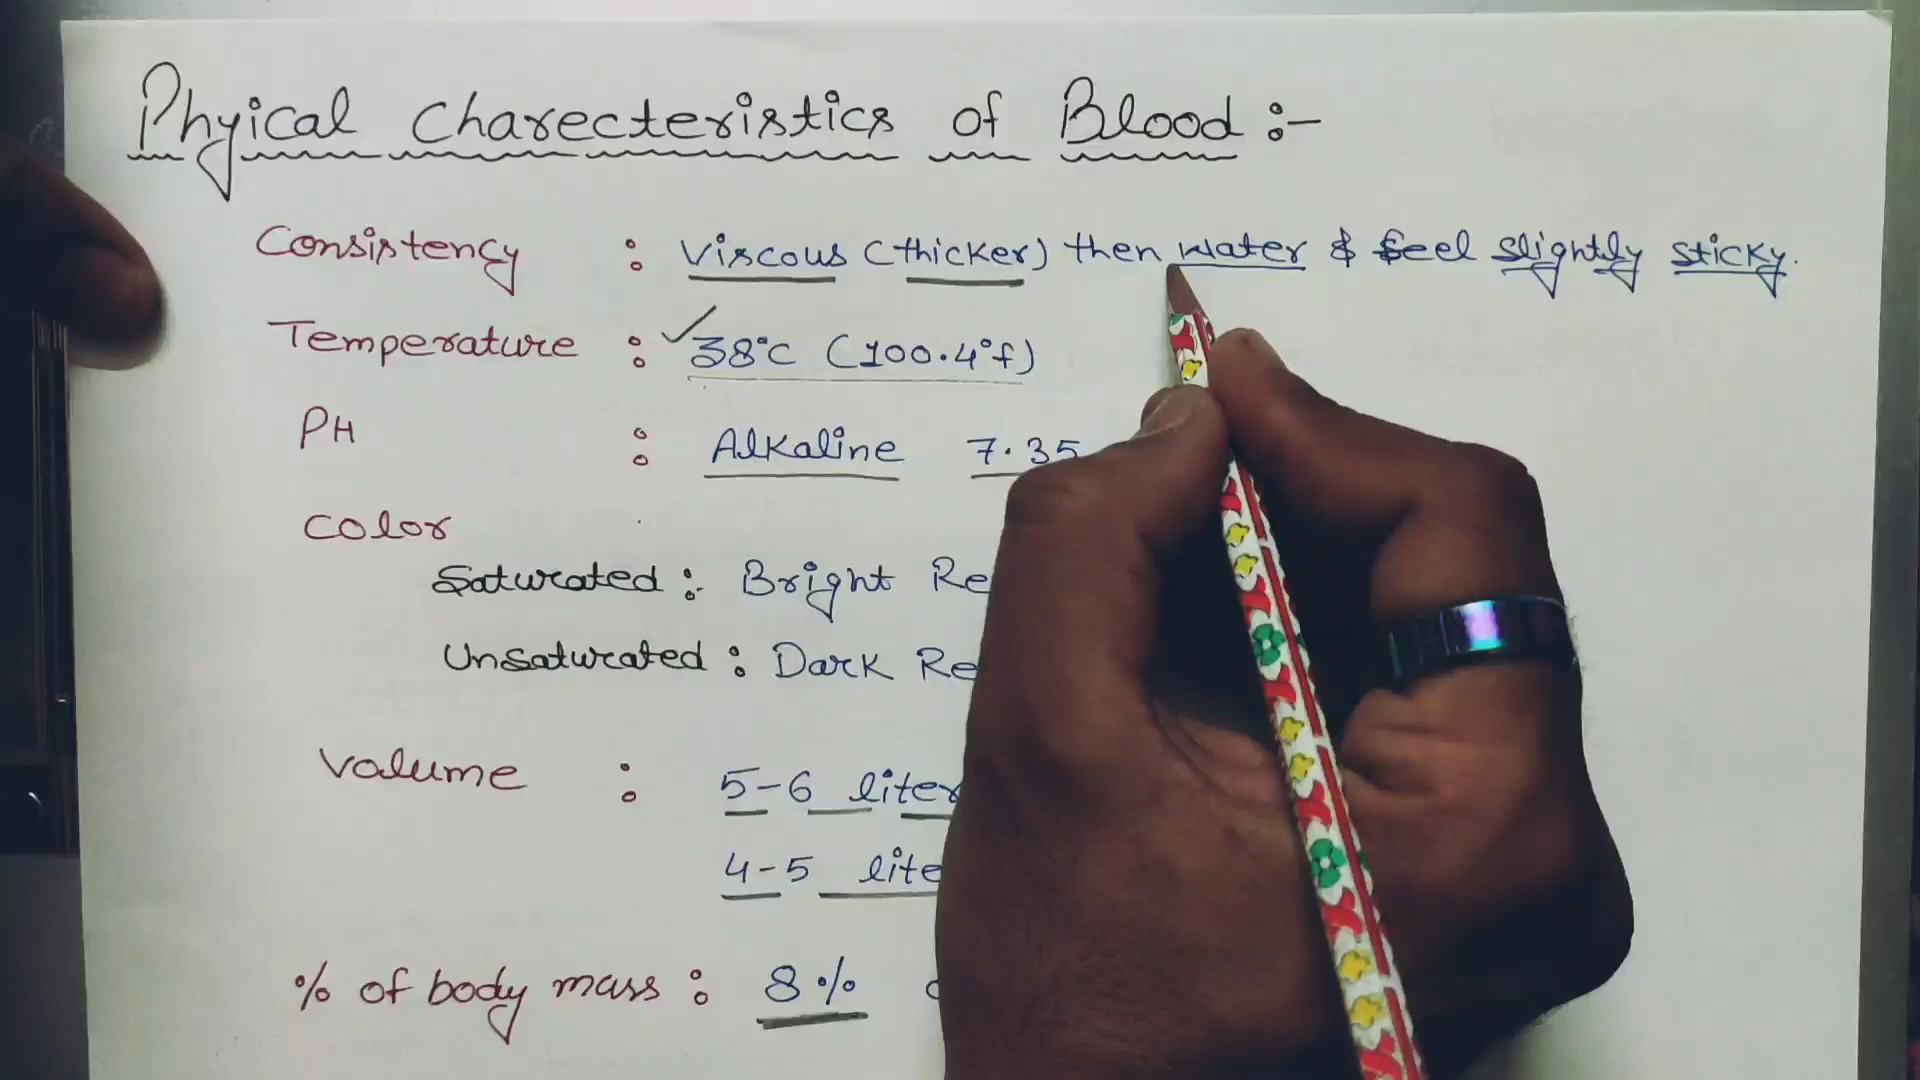 Phyical Charecteristics of Blood :-
Consistency : Viscous (thicker) then water & feel slightly sticky.
Temperature : ✓38°C (100.4°f)
PH : Alkaline 7.35
Color
Saturated : Bright
Unsaturated : Dark
Valume : 5-6
4-5
% of body mass : 8%